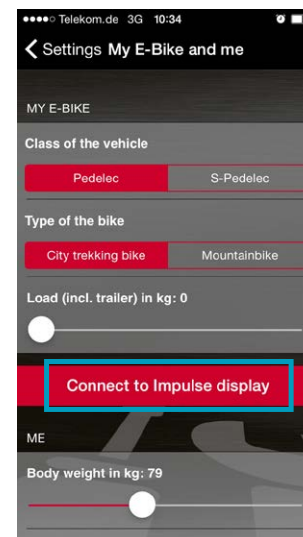 Telekom.de 3G 10:34
Settings My E-Bike and me
MY E-BIKE
Class of the vehicle
Pedelec S-Pedelec
Type of the bike
City trekking bike Mountainbike
Load (incl. trailer) in kg: 0
Connect to Impulse display
ME
Body weight in kg: 79